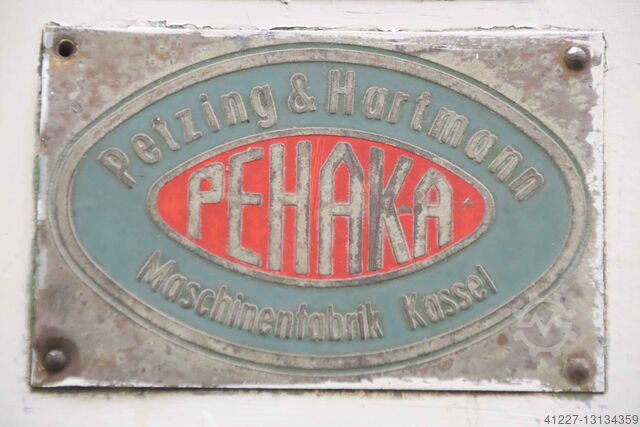 Petzing & Hartmann
PEHAKA
Maschinenfabrik Kassel
41227-13134359